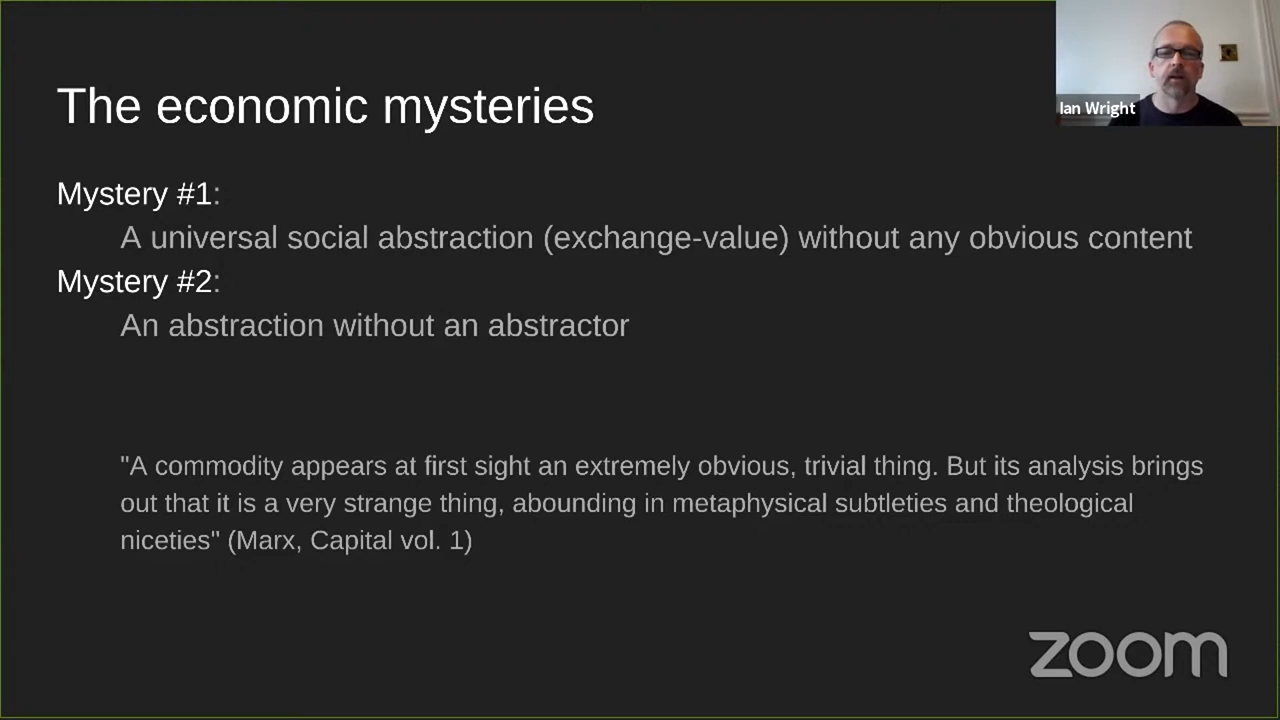 The economic mysteries
Ian Wright
Mystery #1:
A universal social abstraction (exchange-value) without any obvious content
Mystery #2:
An abstraction without an abstractor
"A commodity appears at first sight an extremely obvious, trivial thing. But its analysis brings
out that it is a very strange thing, abounding in metaphysical subtleties and theological
niceties" (Marx, Capital vol. 1)
zoom